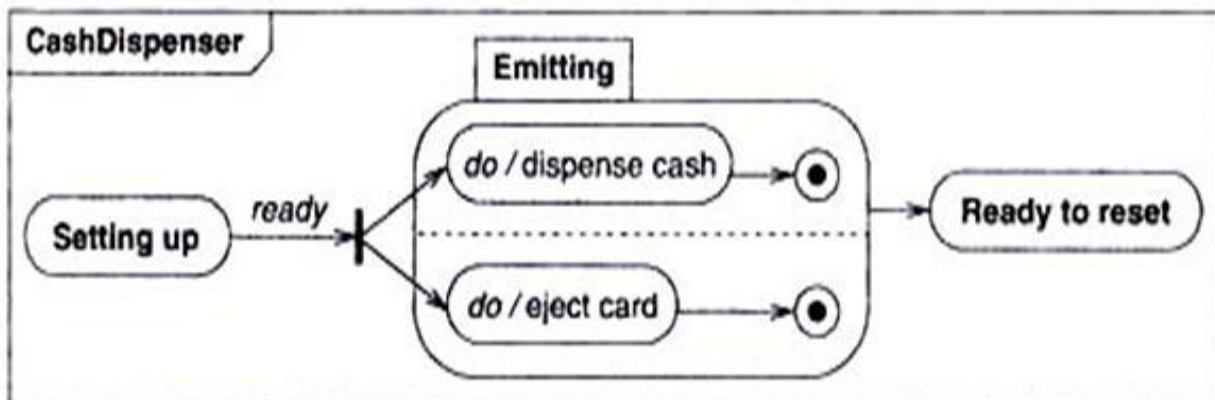 CashDispenser
Emitting
do / dispense cash
Setting up
ready
Ready to reset
do / eject card